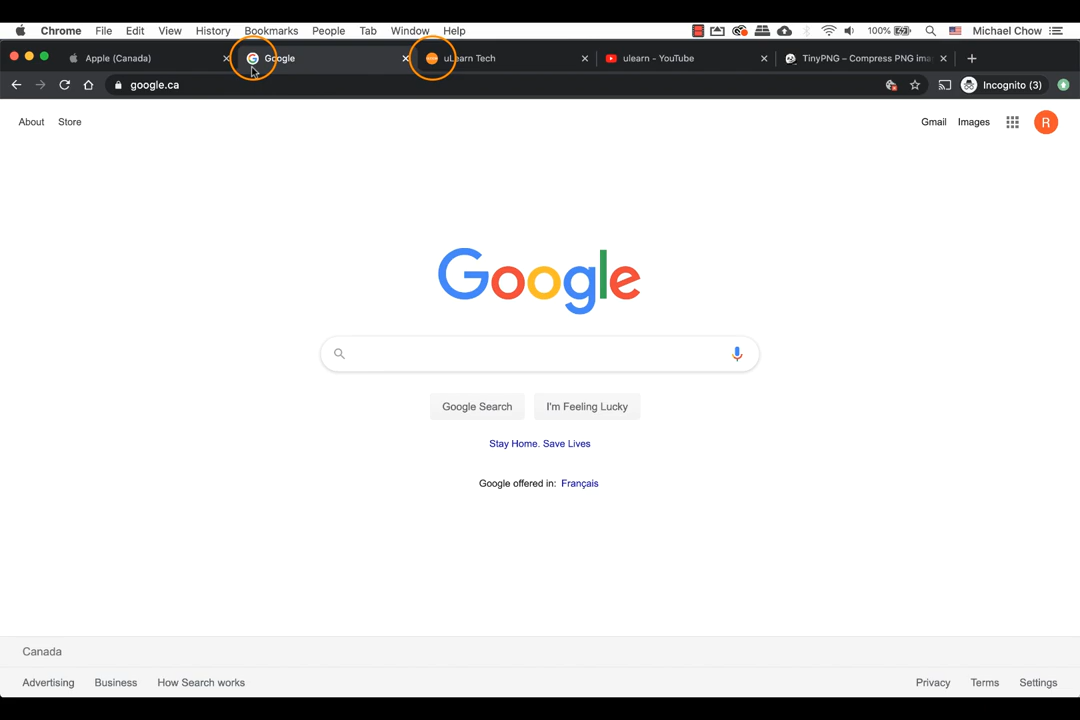 Chrome File Edit View History Bookmarks People Tab Window Help 100% Michael Chow
Apple (Canada) Google uLearn Tech ulearn - YouTube TinyPNG – Compress PNG ima
google.ca Incognito (3)
About Store Gmail Images R
Google
Google Search I'm Feeling Lucky
Stay Home. Save Lives
Google offered in: Français
Canada
Advertising Business How Search works Privacy Terms Settings